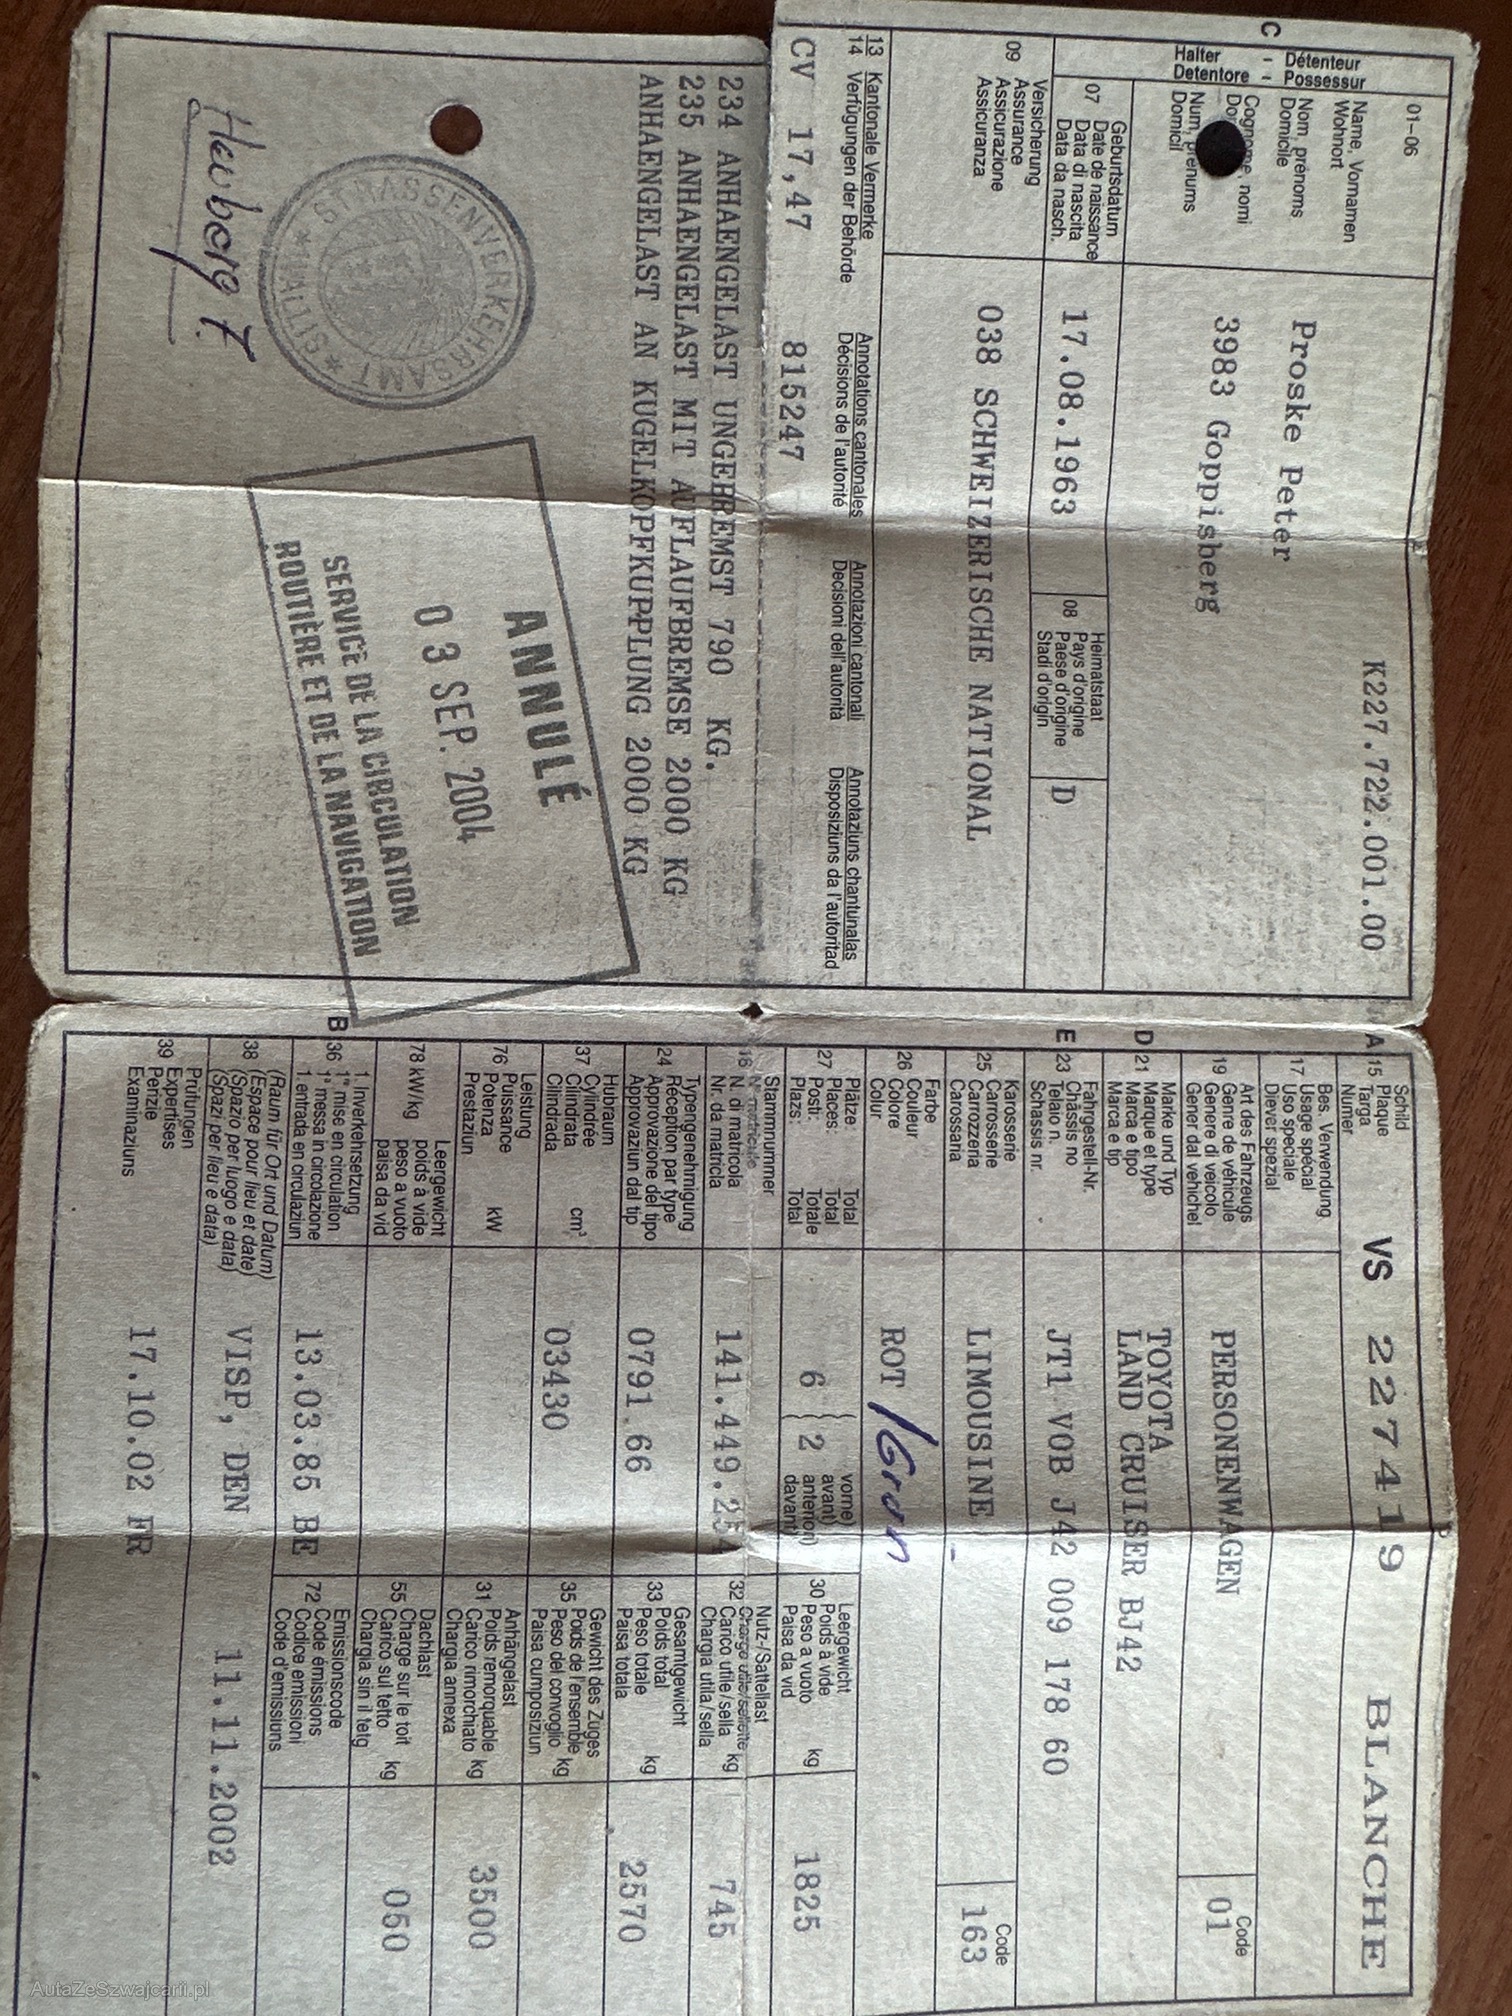 K227.722.001.00
01-06
C
Halter - Détenteur
Detentore - Possessur
Name, Vornamen
Wohnort
Nom, prénoms
Domicile
nomi
Domicil
Proske Peter
3983 Goppisberg
07
Geburtsdatum
Date de naissance
Data di nascita
Data da nasch.
17.08.1963
08
Heimatstaat
Pays d'origine
Paese d'origine
Stadi d'origin
D
09
Versicherung
Assurance
Assicurazione
Assicuranza
038 SCHWEIZERISCHE NATIONAL
13 Kantonale Vermerke Annotations cantonales Annotazioni cantonali Annotaziuns chantunalas
14 Verfügungen der Behörde Décisions de l'autorité Decisioni dell'autorità Disposiziuns da l'autoritad
CV 17,47 815247
234 ANHAENGELAST UNGEBREMST 790 KG.
235 ANHAENGELAST MIT AUFLAUFBREMSE 2000 KG
ANHAENGELAST AN KUGELKOPFKUPPLUNG 2000 KG
STRASSENVERKEHRSAMT
* WALLIS *
ANNULÉ
03 SEP. 2004
SERVICE DE LA CIRCULATION
ROUTIÈRE ET DE LA NAVIGATION
A 15
Schild
Plaque
Targa
Numer
VS 227419 BLANCHE
17
Bes. Verwendung
Usage spécial
Uso speciale
Diever spezial
19
Art des Fahrzeugs
Genre de véhicule
Genere di veicolo
Gener dal vehichel
PERSONENWAGEN
Code
01
D 21
Marke und Typ
Marque et type
Marca e tipo
Marca e tip
TOYOTA
LAND CRUISER BJ42
E 23
Fahrgestell-Nr.
Châssis no
Telaio n.
Schassis nr.
JT1 VOB J42 009 178 60
25
Karosserie
Carrosserie
Carrozzeria
Carossaria
LIMOUSINE
Code
163
26
Farbe
Couleur
Colore
Colur
ROT /
27
Plätze: Total
Places: Total
Posti: Totale
Plazs: Total
6 { 2
vorne)
avant)
anteriori)
davant)
30
Leergewicht
Poids à vide
Peso a vuoto
Paisa da vid
kg
1825
16
Stammnummer
N. di matricola
Nr. da matricla
141.449.254
32
Nutz-/Sattellast
Charge utile/sellette
Carico utile/sella
Chargia utila/sella
kg
745
24
Typengenehmigung
Réception par type
Approvazione del tipo
Approvaziun dal tip
0791 66
33
Gesamtgewicht
Poids total
Peso totale
Paisa totala
kg
2570
37
Hubraum
Cylindrée
Cilindrata
Cilindrada
cm³
03430
35
Gewicht des Zuges
Poids de l'ensemble
Peso del convoglio
Paisa cumposiziun
kg
76
Leistung
Puissance
Potenza
Prestaziun
kW
31
Anhängelast
Poids remorquable
Carico rimorchiato
Chargia annexa
kg
3500
78 kW/kg
Leergewicht
poids à vide
peso a vuoto
paisa da vid
55
Dachlast
Charge sur le toit
Carico sul tetto
Chargia sin il tetg
kg
050
B 36
1. Inverkehrsetzung
1re mise en circulation
1a messa in circolazione
1. entrada en circulaziun
13.03.85 BE
72
Emissionscode
Code émissions
Codice emissioni
Code d'emissiuns
38
(Raum für Ort und Datum)
(Espace pour lieu et date)
(Spazio per luogo e data)
(Spazi per lieu e data)
VISP, DEN 11.11.2002
39
Prüfungen
Expertises
Perizie
Examinaziuns
17.10.02 FR
AutaZeSzwajcarii.pl